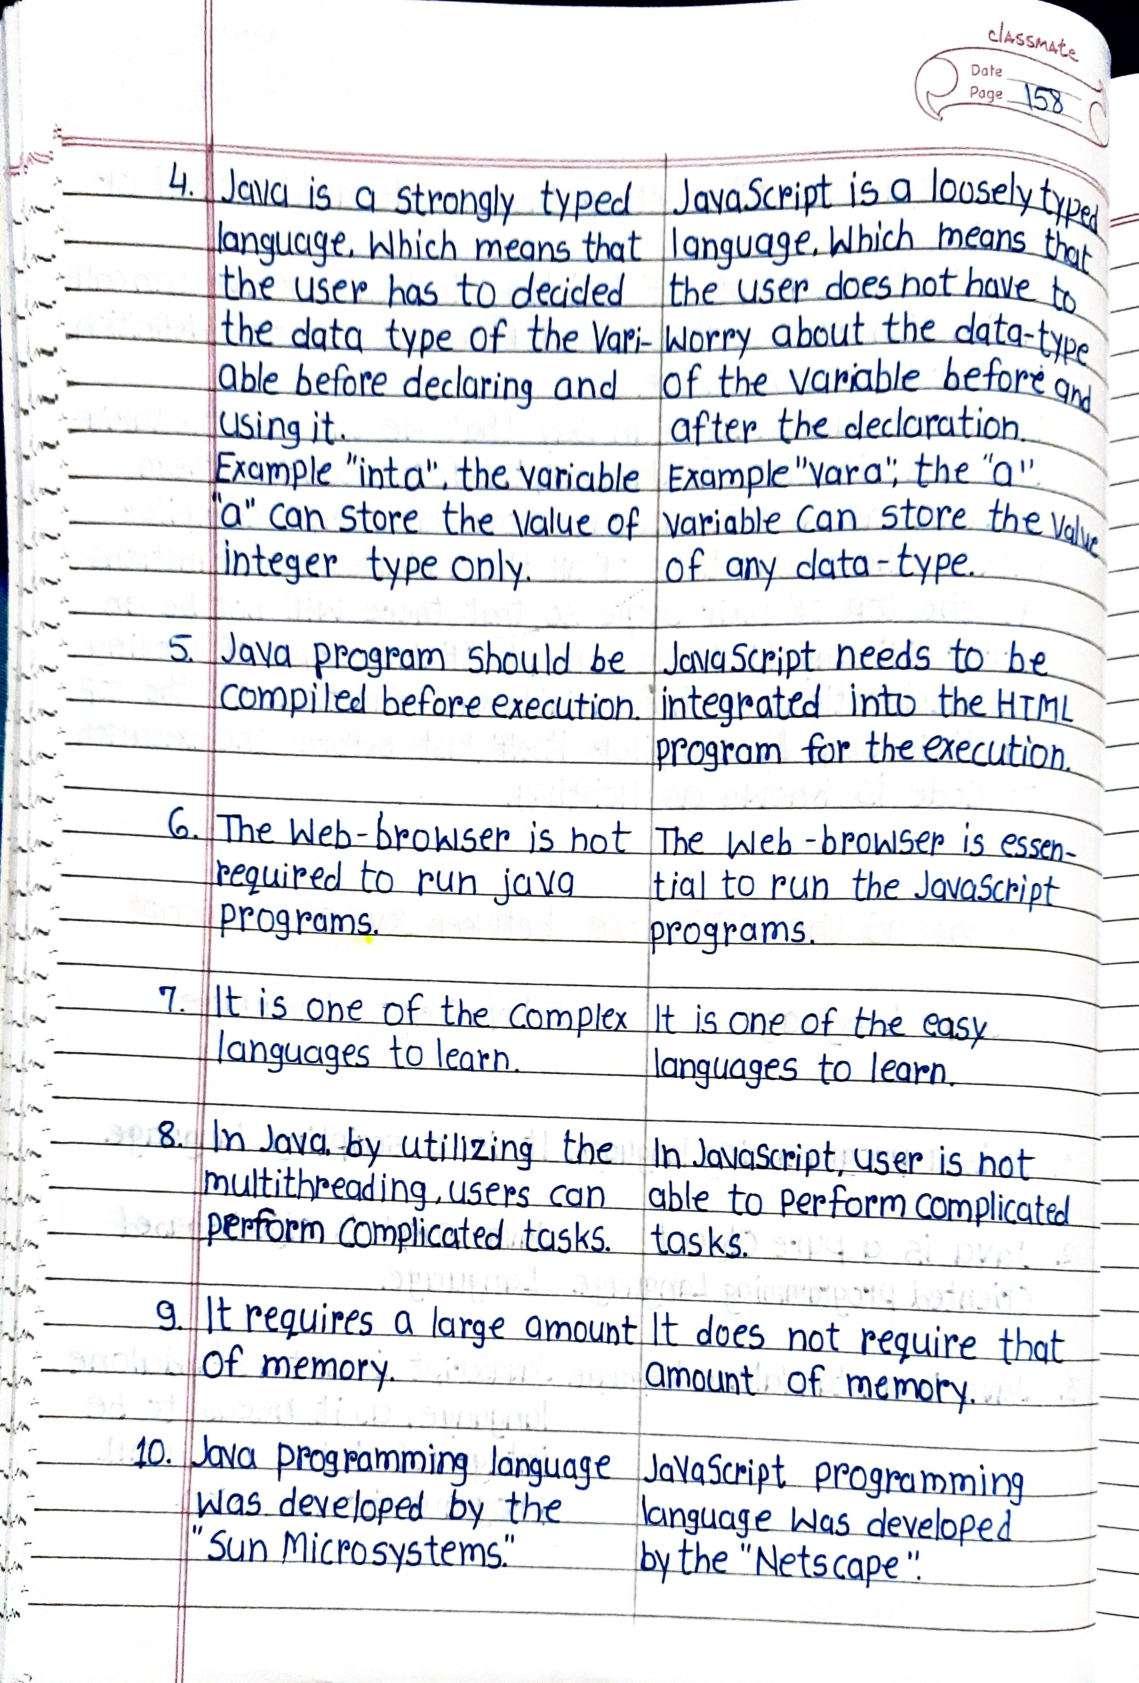 classmate
Date
Page 158
4. Java is a strongly typed
language. Which means that
the user has to decided
the data type of the Vari-
able before declaring and
using it.
Example "int a", the variable
"a" can store the value of
integer type only.
JavaScript is a loosely typed
language. Which means that
the user does not have to
Worry about the data-type
of the variable before and
after the declaration.
Example "Var a"; the "a"
variable can store the value
of any data-type.
5. Java program should be
compiled before execution.
JavaScript needs to be
integrated into the HTML
program for the execution.
6. The Web-browser is not
required to run java
programs.
The Web-browser is essen-
tial to run the JavaScript
programs.
7. It is one of the complex
languages to learn.
It is one of the easy
languages to learn.
8. In Java, by utilizing the
multithreading, users can
perform complicated tasks.
In JavaScript, user is not
able to perform complicated
tasks.
9. It requires a large amount
of memory.
It does not require that
amount of memory.
10. Java programming language
was developed by the
"Sun Microsystems."
JavaScript programming
language was developed
by the "Netscape".